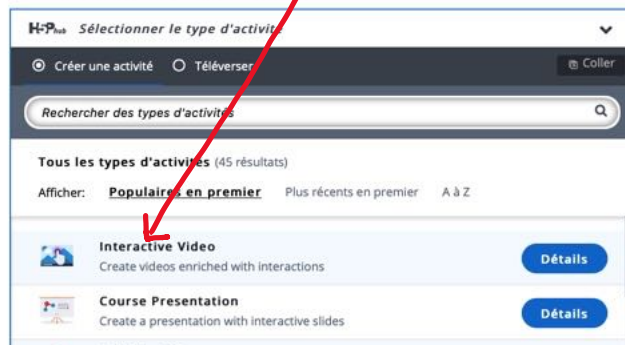 H-P hub Sélectionner le type d'activité
Créer une activité Téléverser Coller
Rechercher des types d'activités
Tous les types d'activités (45 résultats)
Afficher: Populaires en premier Plus récents en premier A à Z
Interactive Video
Create videos enriched with interactions
Détails
Course Presentation
Create a presentation with interactive slides
Détails